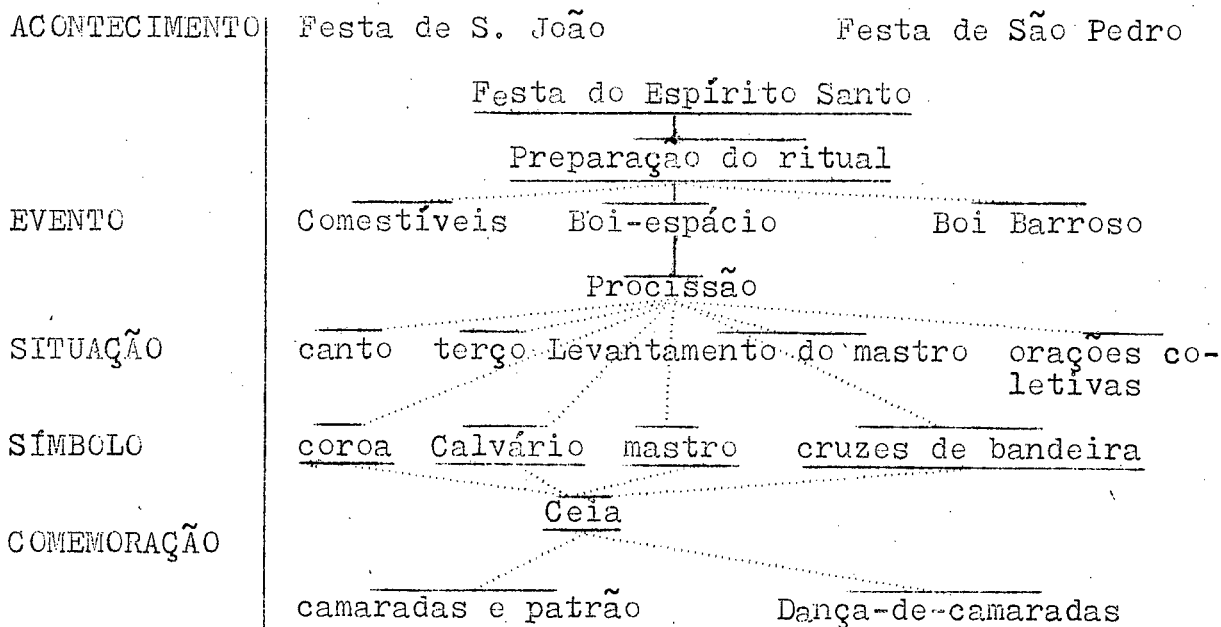 ACONTECIMENTO Festa de S. João Festa de São Pedro
Festa do Espírito Santo
Preparação do ritual
EVENTO Comestíveis Boi-espácio Boi Barroso
Procissão
SITUAÇÃO canto terço Levantamento do mastro orações co-
letivas
SÍMBOLO coroa Calvário mastro cruzes de bandeira
Ceia
COMEMORAÇÃO
camaradas e patrão Dança-de-camaradas